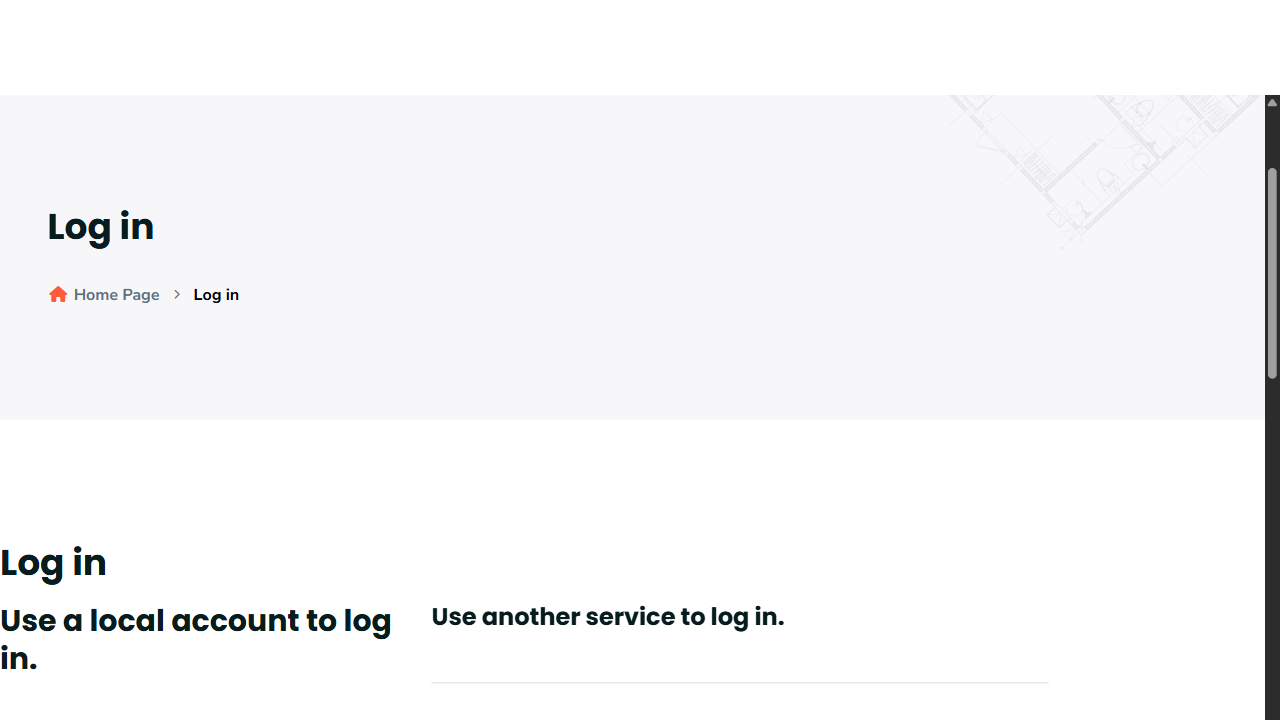 Log in
Home Page > Log in
Log in
Use a local account to log
in.
Use another service to log in.